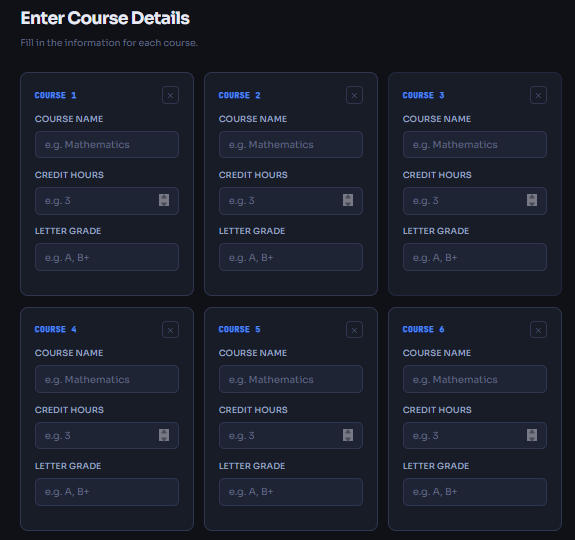 Enter Course Details
Fill in the information for each course.
COURSE 1
COURSE NAME
e.g. Mathematics
CREDIT HOURS
e.g. 3
LETTER GRADE
e.g. A, B+
COURSE 2
COURSE NAME
e.g. Mathematics
CREDIT HOURS
e.g. 3
LETTER GRADE
e.g. A, B+
COURSE 3
COURSE NAME
e.g. Mathematics
CREDIT HOURS
e.g. 3
LETTER GRADE
e.g. A, B+
COURSE 4
COURSE NAME
e.g. Mathematics
CREDIT HOURS
e.g. 3
LETTER GRADE
e.g. A, B+
COURSE 5
COURSE NAME
e.g. Mathematics
CREDIT HOURS
e.g. 3
LETTER GRADE
e.g. A, B+
COURSE 6
COURSE NAME
e.g. Mathematics
CREDIT HOURS
e.g. 3
LETTER GRADE
e.g. A, B+